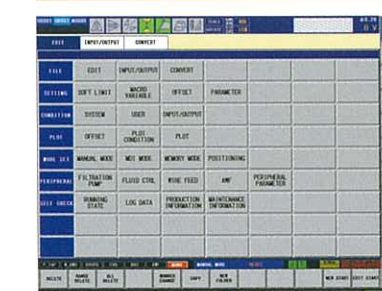 EDIT INPUT/OUTPUT CONVERT
FILE EDIT INPUT/OUTPUT CONVERT
SETTING SOFT LIMIT MACRO VARIABLE OFFSET PARAMETER
CONDITION SYSTEM USER INPUT/OUTPUT
PLOT OFFSET PLOT CONDITION PLOT
MANUAL MODE MDI MODE MEMORY MODE POSITIONING
PERIPHERAL FILTRATION PUMP FLUID CTRL WIRE FEED AWF PERIPHERAL PARAMETER
SELF CHECK RUNNING STATE LOG DATA PRODUCTION INFORMATION MAINTENANCE INFORMATION
MANUAL MODE
DELETE RANGE DELETE ALL DELETE NUMBER CHANGE COPY NEW FOLDER EDIT START